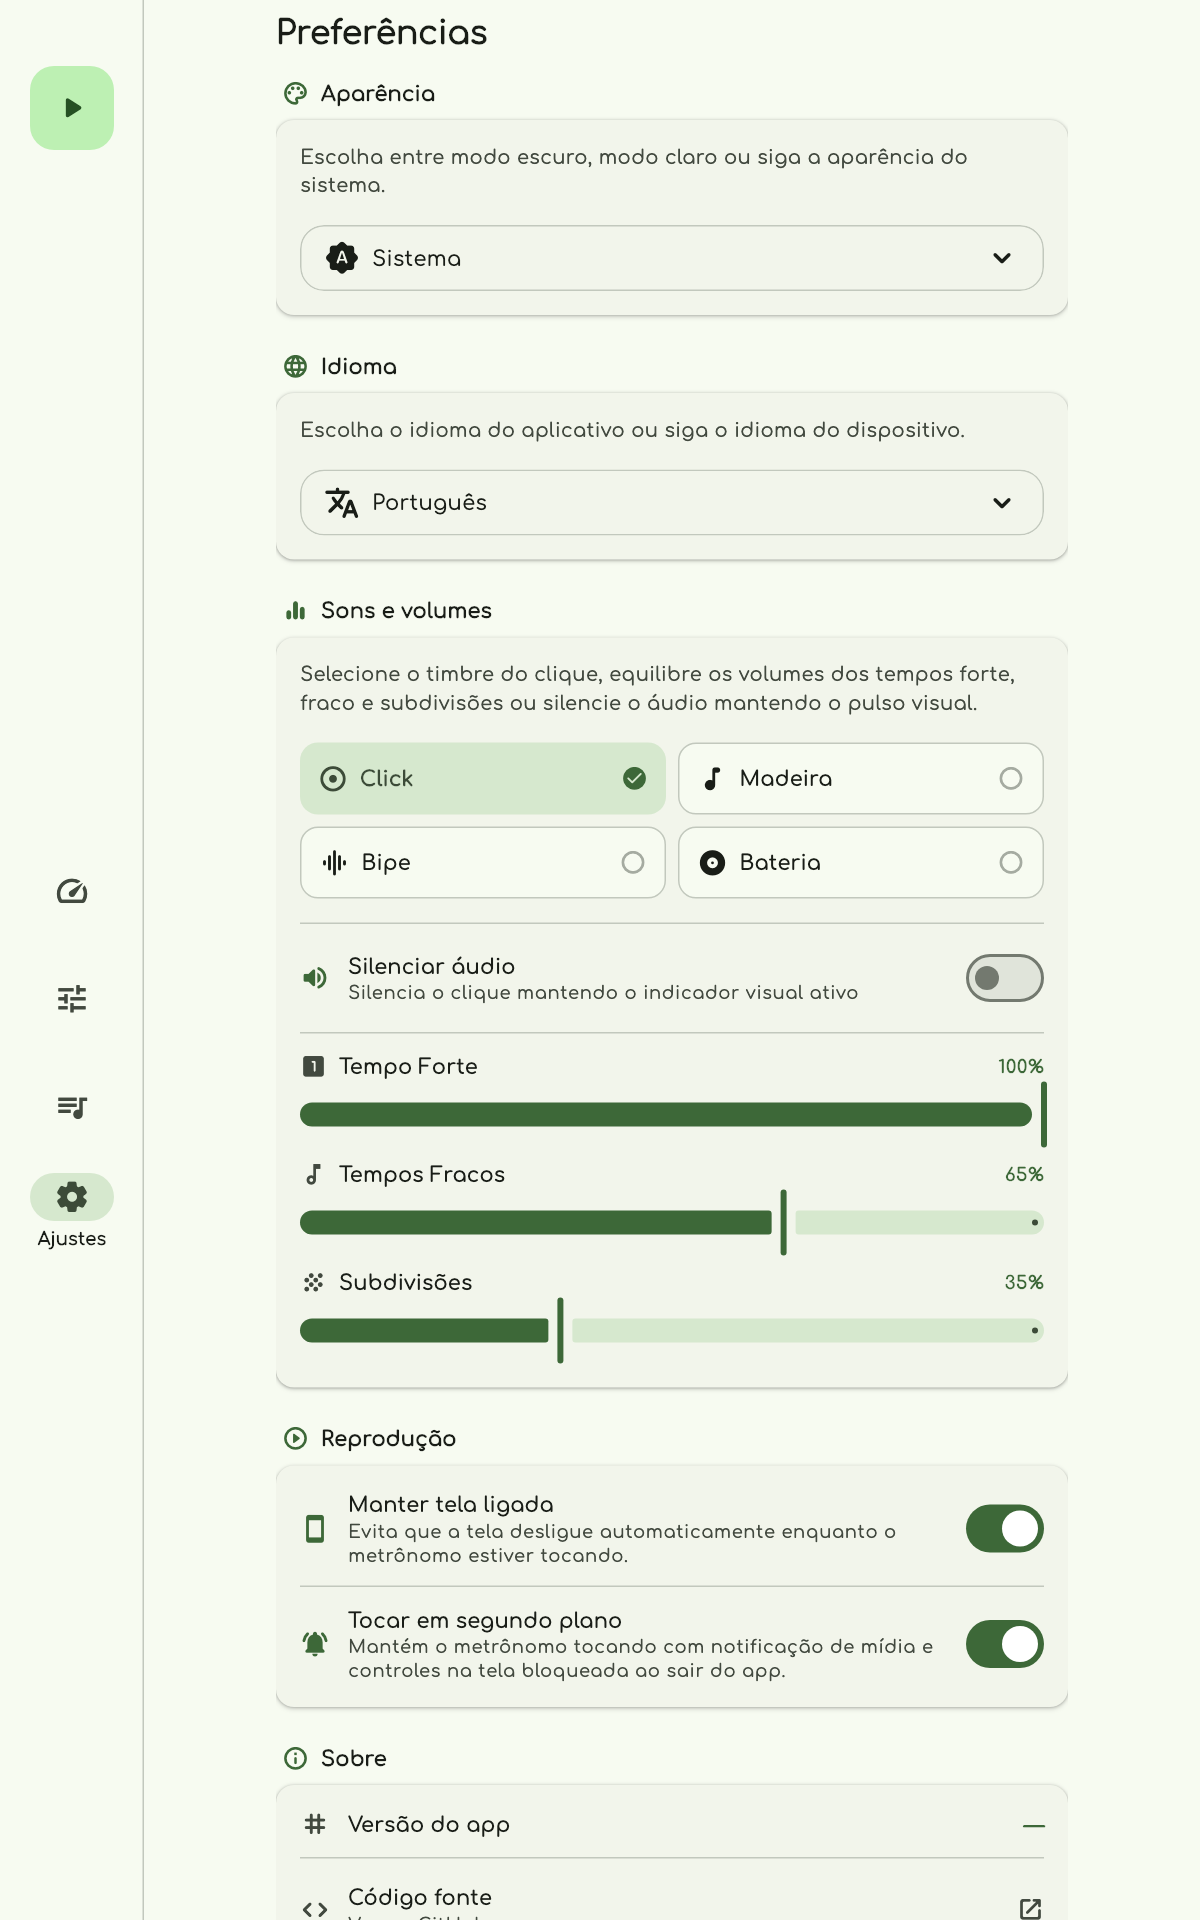 Preferências
Aparência
Escolha entre modo escuro, modo claro ou siga a aparência do
sistema.
Sistema
Idioma
Escolha o idioma do aplicativo ou siga o idioma do dispositivo.
Português
Sons e volumes
Selecione o timbre do clique, equilibre os volumes dos tempos forte,
fraco e subdivisões ou silencie o áudio mantendo o pulso visual.
Click
Madeira
Bipe
Bateria
Silenciar áudio
Silencia o clique mantendo o indicador visual ativo
Tempo Forte
100%
Tempos Fracos
65%
Subdivisões
35%
Ajustes
Reprodução
Manter tela ligada
Evita que a tela desligue automaticamente enquanto o
metrônomo estiver tocando.
Tocar em segundo plano
Mantém o metrônomo tocando com notificação de mídia e
controles na tela bloqueada ao sair do app.
Sobre
Versão do app
—
Código fonte